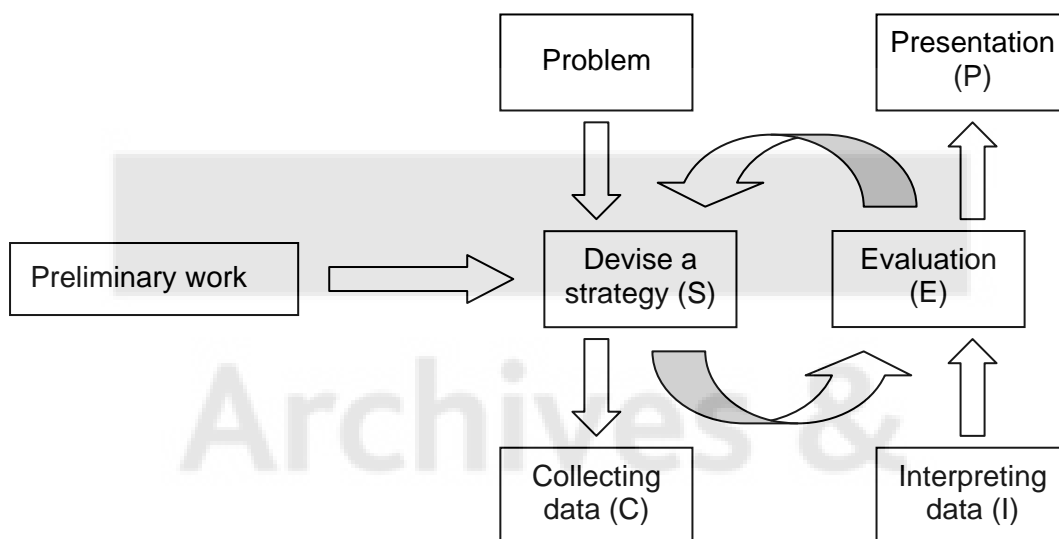 Problem
Presentation
(P)
Preliminary work
Devise a
strategy (S)
Evaluation
(E)
Archives &
Collecting
data (C)
Interpreting
data (I)